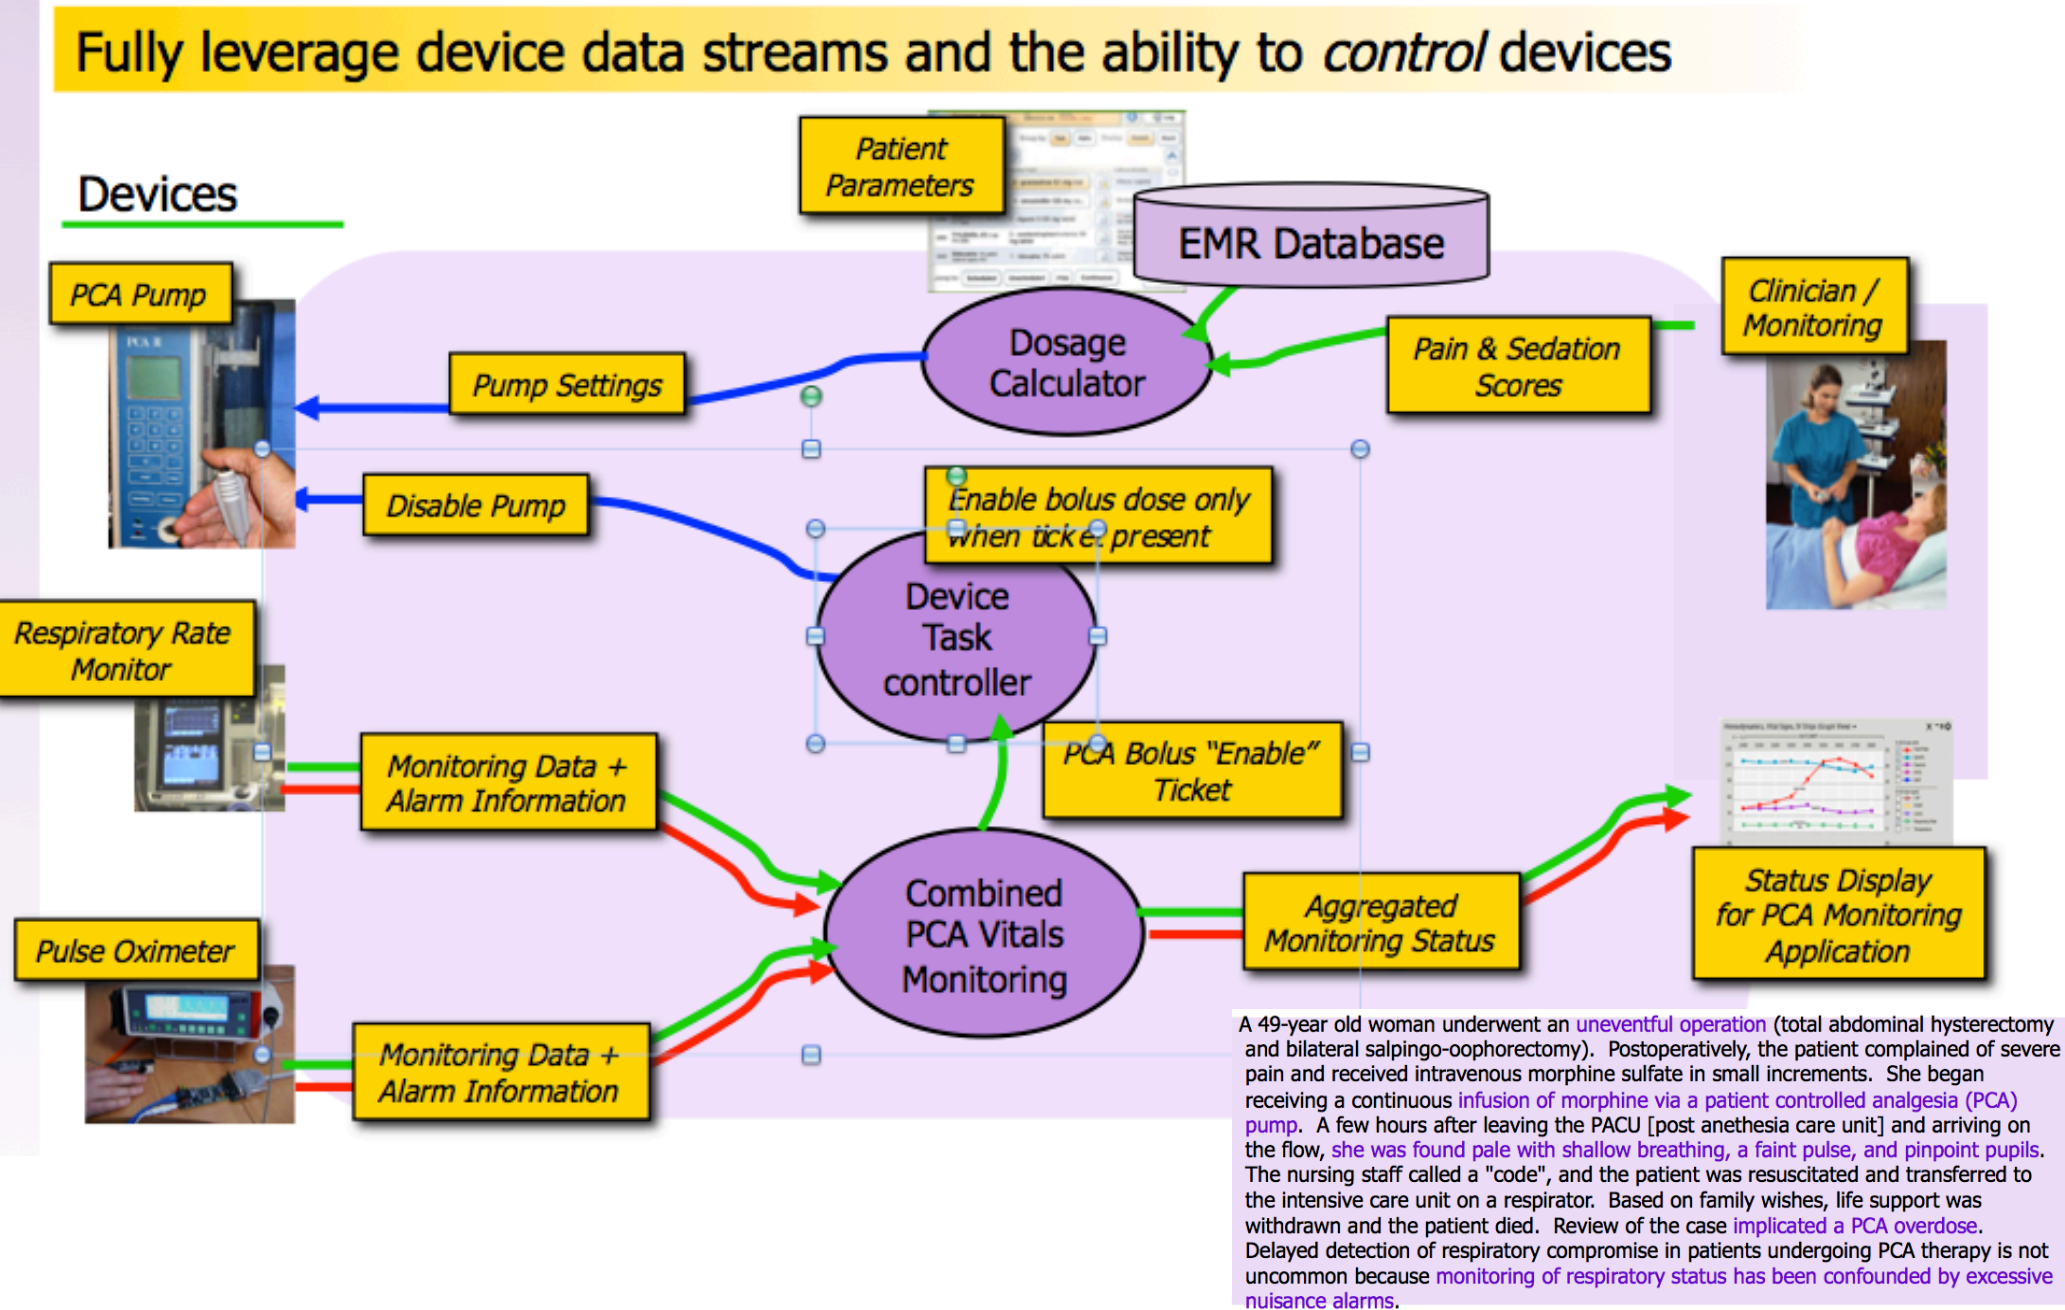 Fully leverage device data streams and the ability to control devices
Devices
Patient
Parameters
EMR Database
PCA Pump
Clinician /
Monitoring
Dosage
Calculator
Pain & Sedation
Scores
Pump Settings
Disable Pump
Enable bolus dose only
when ticket present
Device
Task
controller
Respiratory Rate
Monitor
Monitoring Data +
Alarm Information
PCA Bolus “Enable”
Ticket
Combined
PCA Vitals
Monitoring
Aggregated
Monitoring Status
Status Display
for PCA Monitoring
Application
Pulse Oximeter
Monitoring Data +
Alarm Information
A 49-year old woman underwent an uneventful operation (total abdominal hysterectomy
and bilateral salpingo-oophorectomy).  Postoperatively, the patient complained of severe
pain and received intravenous morphine sulfate in small increments.  She began
receiving a continuous infusion of morphine via a patient controlled analgesia (PCA)
pump.  A few hours after leaving the PACU [post anethesia care unit] and arriving on
the flow, she was found pale with shallow breathing, a faint pulse, and pinpoint pupils.
The nursing staff called a "code", and the patient was resuscitated and transferred to
the intensive care unit on a respirator.  Based on family wishes, life support was
withdrawn and the patient died.  Review of the case implicated a PCA overdose.
Delayed detection of respiratory compromise in patients undergoing PCA therapy is not
uncommon because monitoring of respiratory status has been confounded by excessive
nuisance alarms.